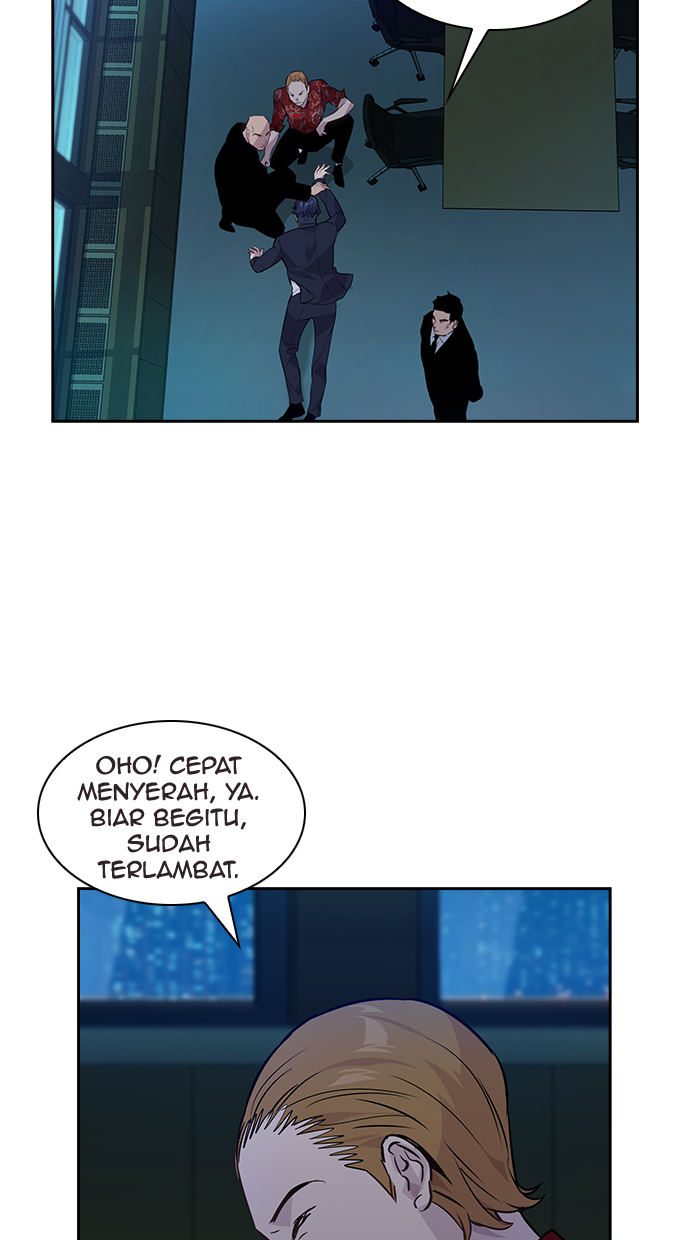 OHO! CEPAT
MENYERAH, YA.
BIAR BEGITU,
SUDAH
TERLAMBAT.